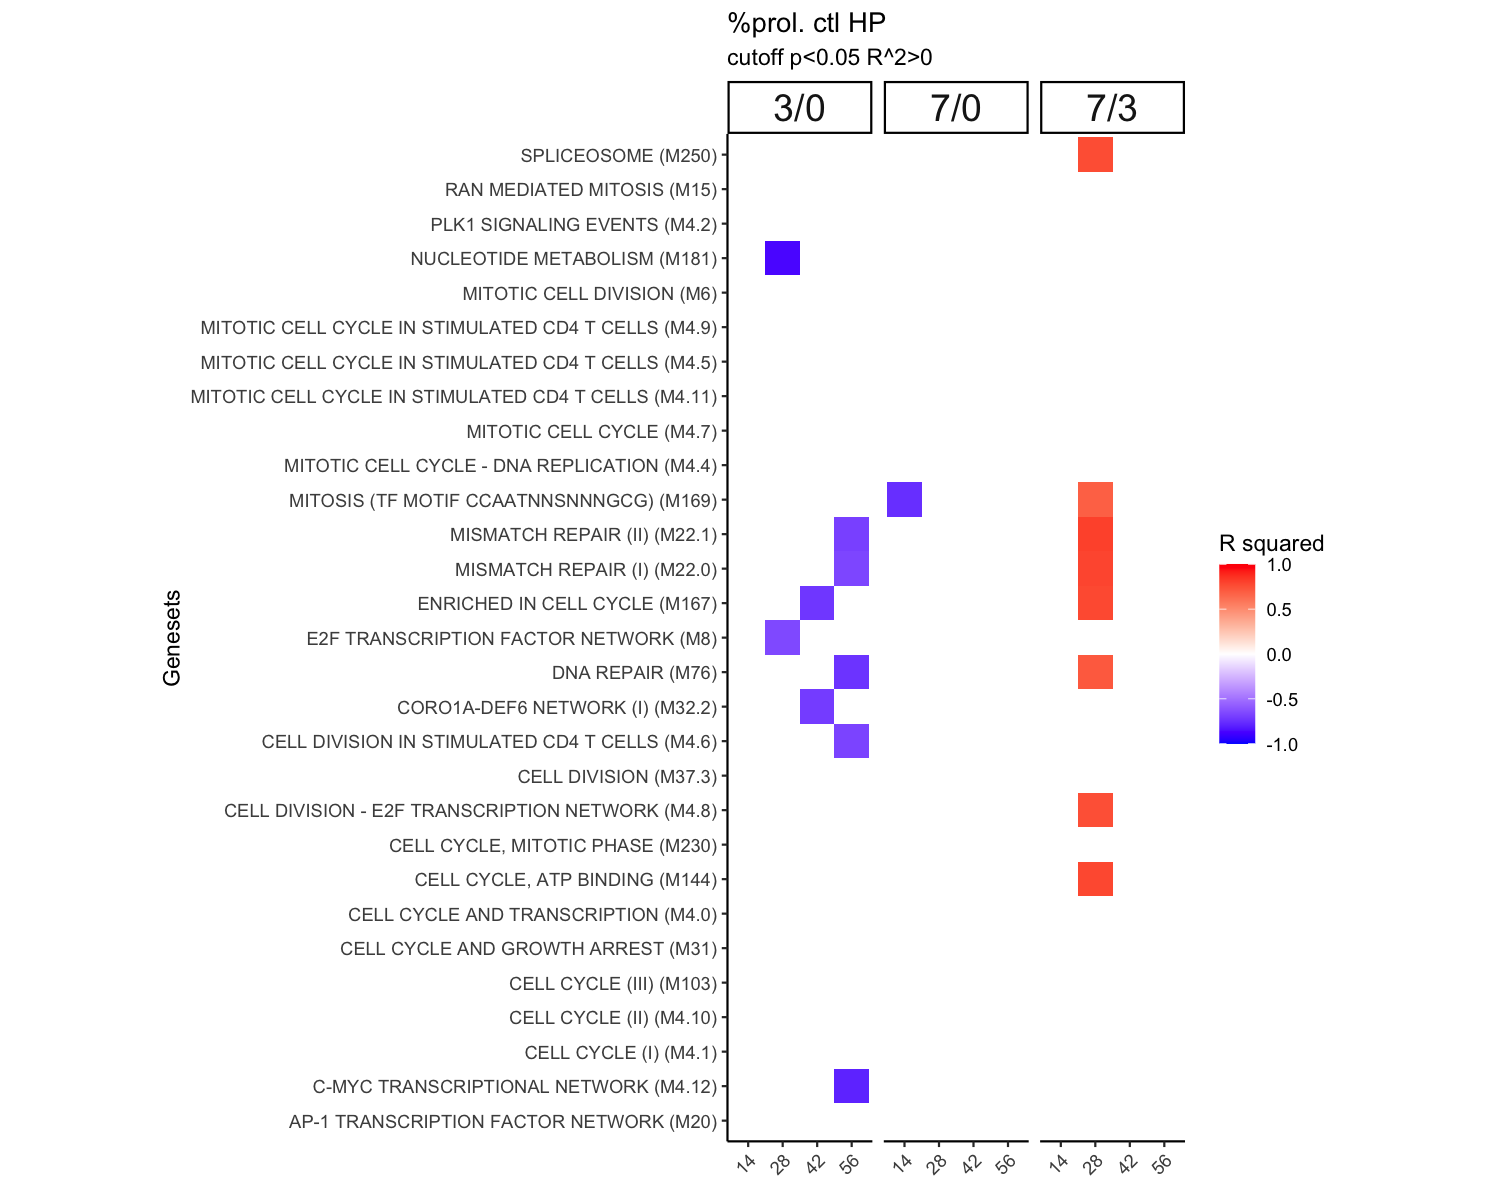 %prol. ctl HP
cutoff p<0.05 R^2>0
3/0 7/0 7/3
SPLICEOSOME (M250)
RAN MEDIATED MITOSIS (M15)
PLK1 SIGNALING EVENTS (M4.2)
NUCLEOTIDE METABOLISM (M181)
MITOTIC CELL DIVISION (M6)
MITOTIC CELL CYCLE IN STIMULATED CD4 T CELLS (M4.9)
MITOTIC CELL CYCLE IN STIMULATED CD4 T CELLS (M4.5)
MITOTIC CELL CYCLE IN STIMULATED CD4 T CELLS (M4.11)
MITOTIC CELL CYCLE (M4.7)
MITOTIC CELL CYCLE - DNA REPLICATION (M4.4)
MITOSIS (TF MOTIF CCAATNNSNNNGCG) (M169)
MISMATCH REPAIR (II) (M22.1)
MISMATCH REPAIR (I) (M22.0)
ENRICHED IN CELL CYCLE (M167)
E2F TRANSCRIPTION FACTOR NETWORK (M8)
DNA REPAIR (M76)
CORO1A-DEF6 NETWORK (I) (M32.2)
CELL DIVISION IN STIMULATED CD4 T CELLS (M4.6)
CELL DIVISION (M37.3)
CELL DIVISION - E2F TRANSCRIPTION NETWORK (M4.8)
CELL CYCLE, MITOTIC PHASE (M230)
CELL CYCLE, ATP BINDING (M144)
CELL CYCLE AND TRANSCRIPTION (M4.0)
CELL CYCLE AND GROWTH ARREST (M31)
CELL CYCLE (III) (M103)
CELL CYCLE (II) (M4.10)
CELL CYCLE (I) (M4.1)
C-MYC TRANSCRIPTIONAL NETWORK (M4.12)
AP-1 TRANSCRIPTION FACTOR NETWORK (M20)
Genesets
14 28 42 56 14 28 42 56 14 28 42 56
R squared
1.0
0.5
0.0
-0.5
-1.0